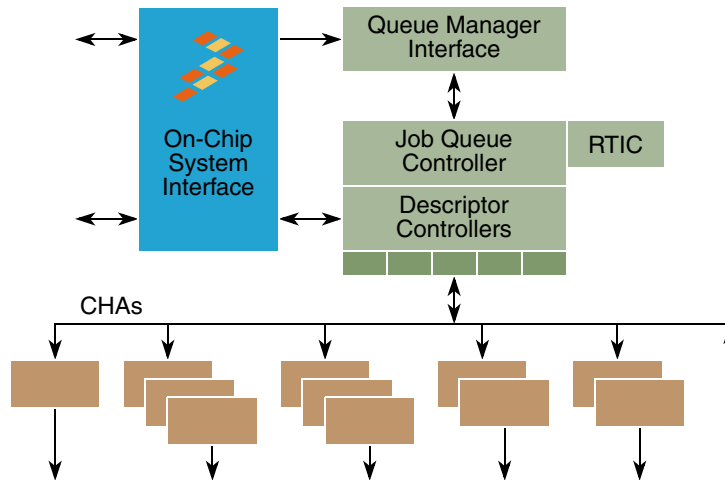 Queue Manager
Interface
On-Chip
System
Interface
Job Queue
Controller
RTIC
Descriptor
Controllers
CHAs